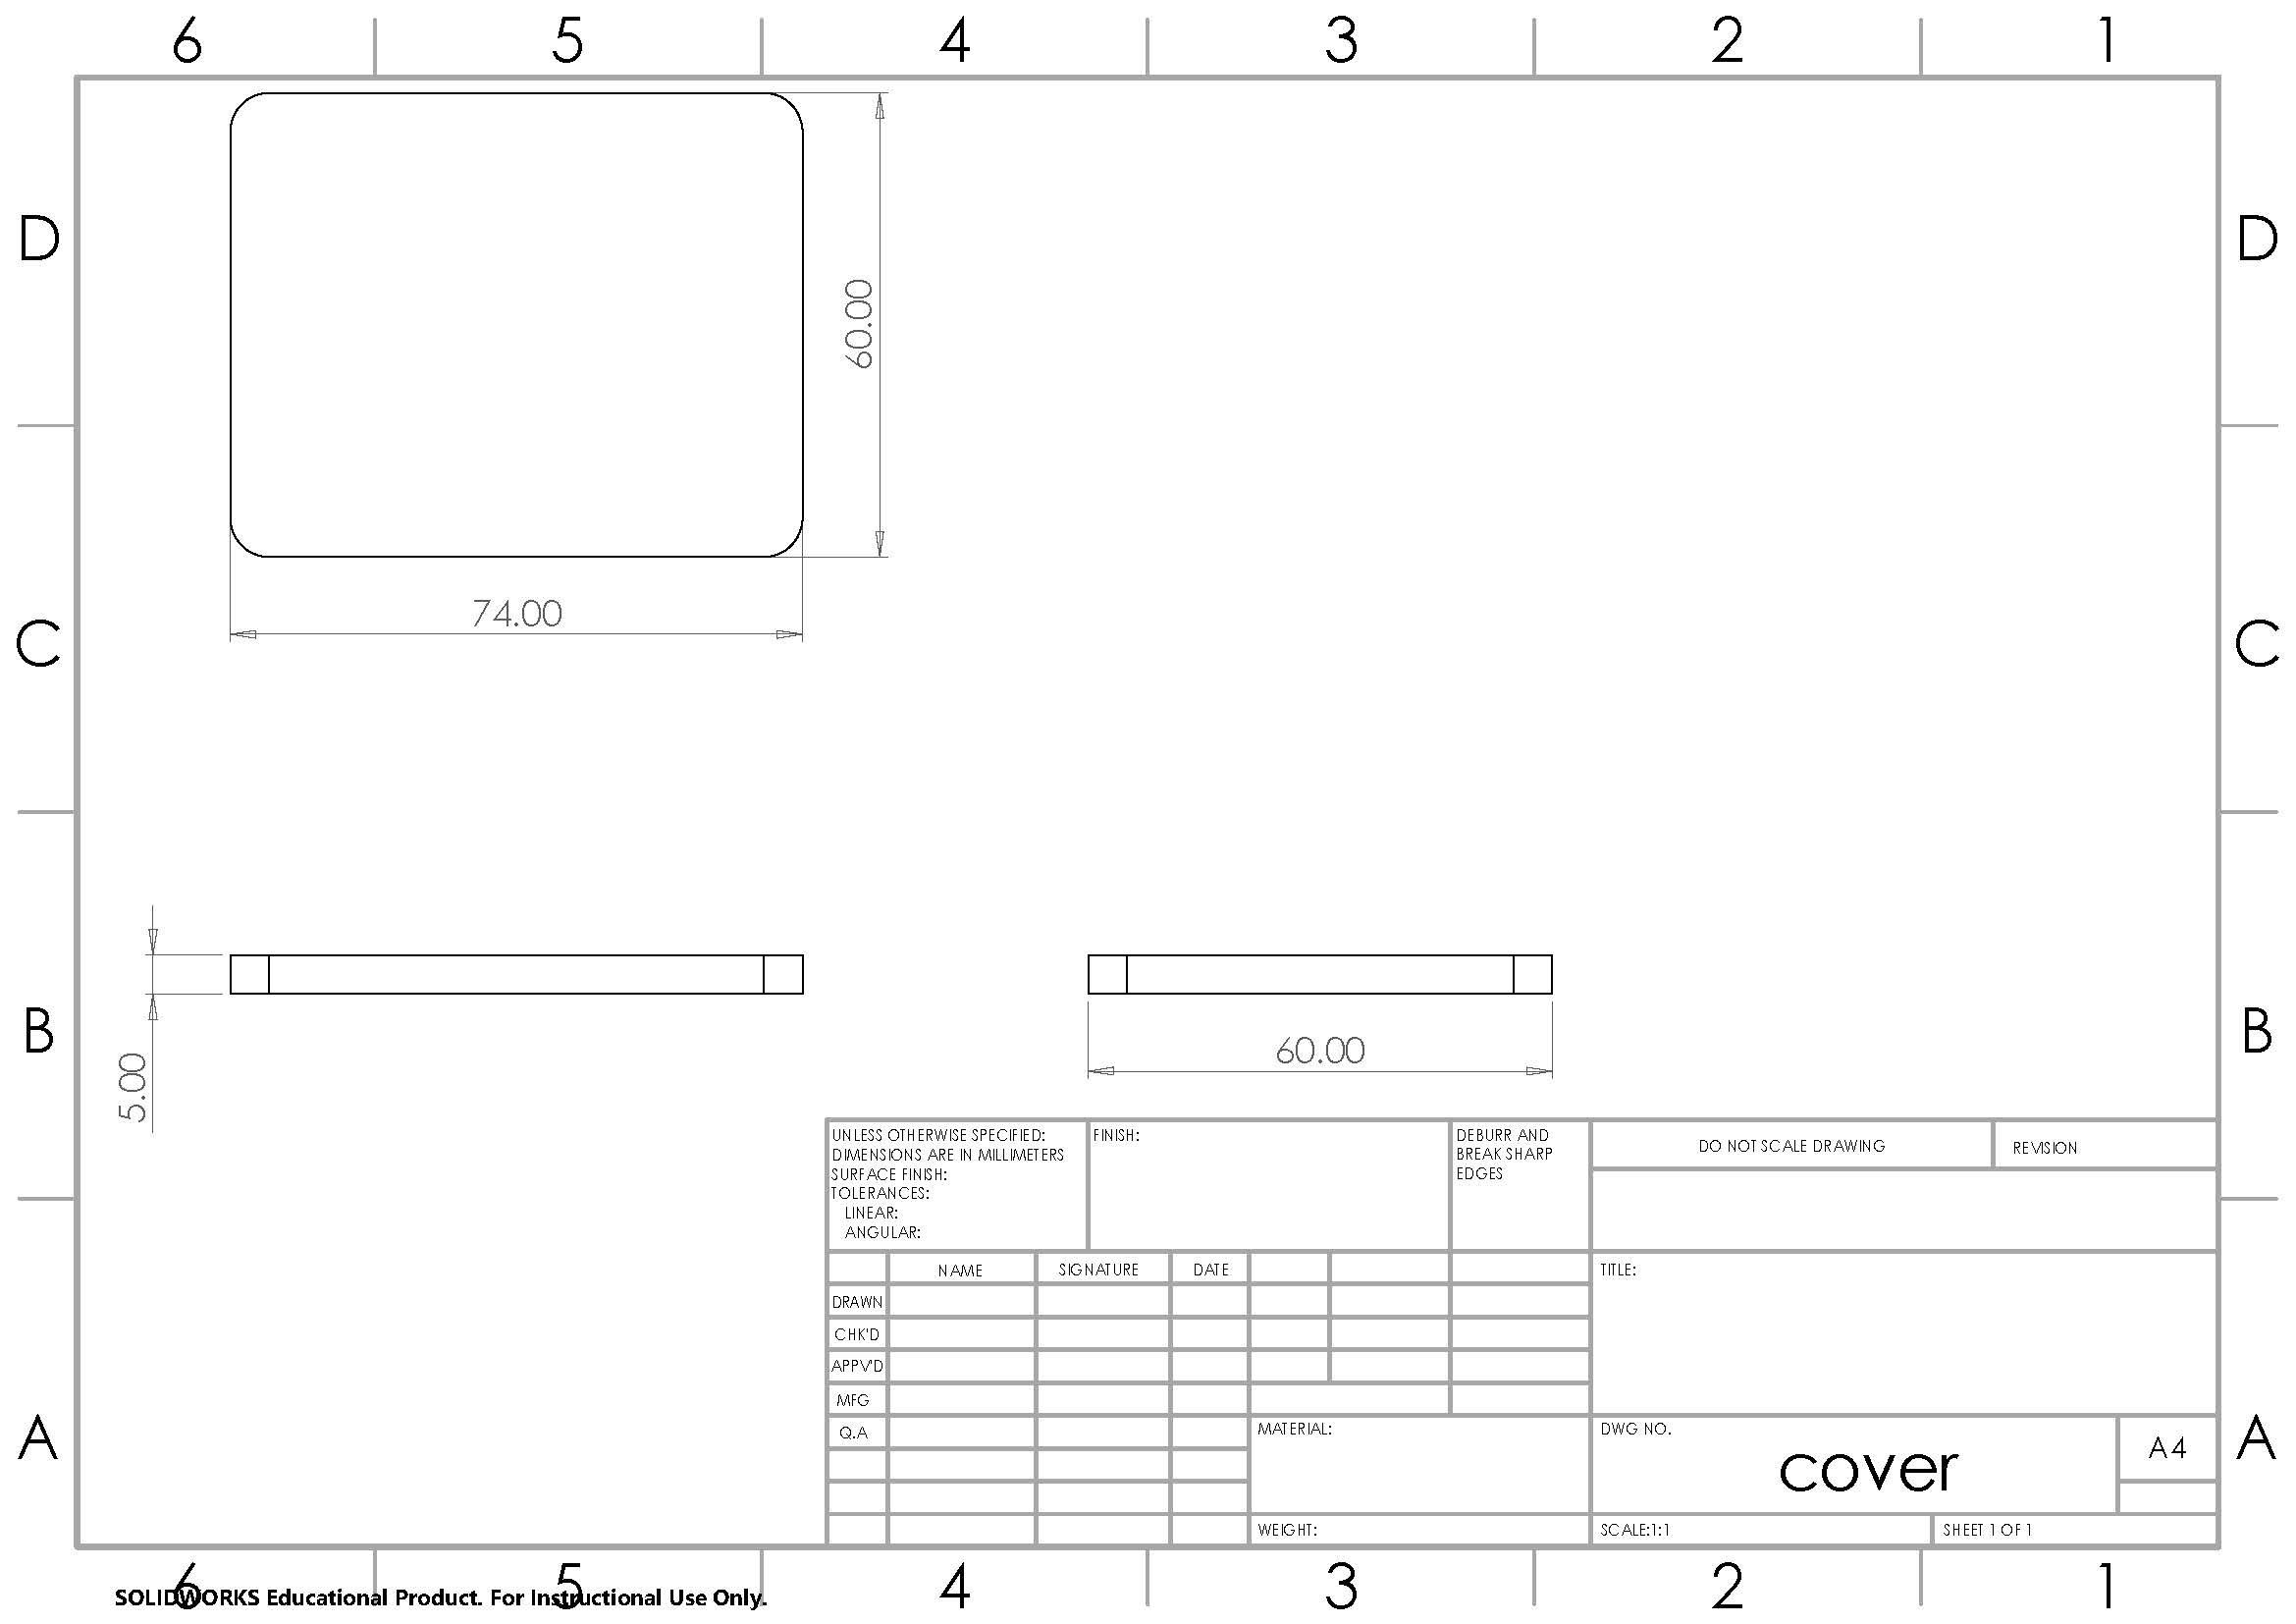 6 5 4 3 2 1
D D
60.00
74.00
C C
B B
5.00
60.00
UNLESS OTHERWISE SPECIFIED:
DIMENSIONS ARE IN MILLIMETERS
SURFACE FINISH:
TOLERANCES:
LINEAR:
ANGULAR:
FINISH:
DEBURR AND
BREAK SHARP
EDGES
DO NOT SCALE DRAWING
REVISION
NAME SIGNATURE DATE
DRAWN
CHK'D
APPV'D
MFG
Q.A
TITLE:
MATERIAL:
DWG NO.
cover
A4
WEIGHT:
SCALE:1:1
SHEET 1 OF 1
A A
6 5 4 3 2 1
SOLIDWORKS Educational Product. For Instructional Use Only.